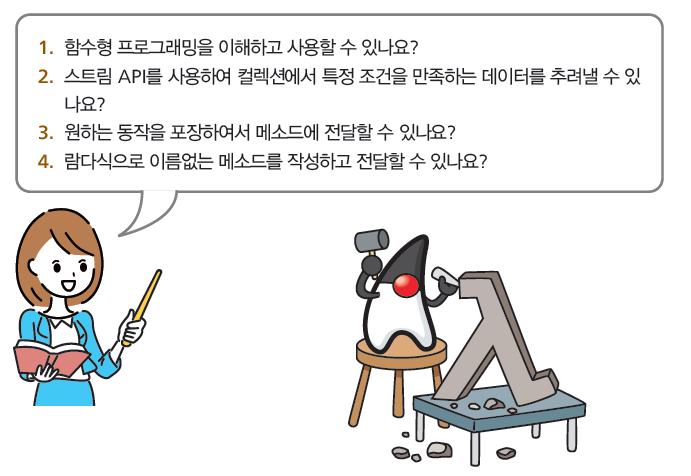 1. 함수형 프로그래밍을 이해하고 사용할 수 있나요?
2. 스트림 API를 사용하여 컬렉션에서 특정 조건을 만족하는 데이터를 추려낼 수 있
나요?
3. 원하는 동작을 포장하여서 메소드에 전달할 수 있나요?
4. 람다식으로 이름없는 메소드를 작성하고 전달할 수 있나요?